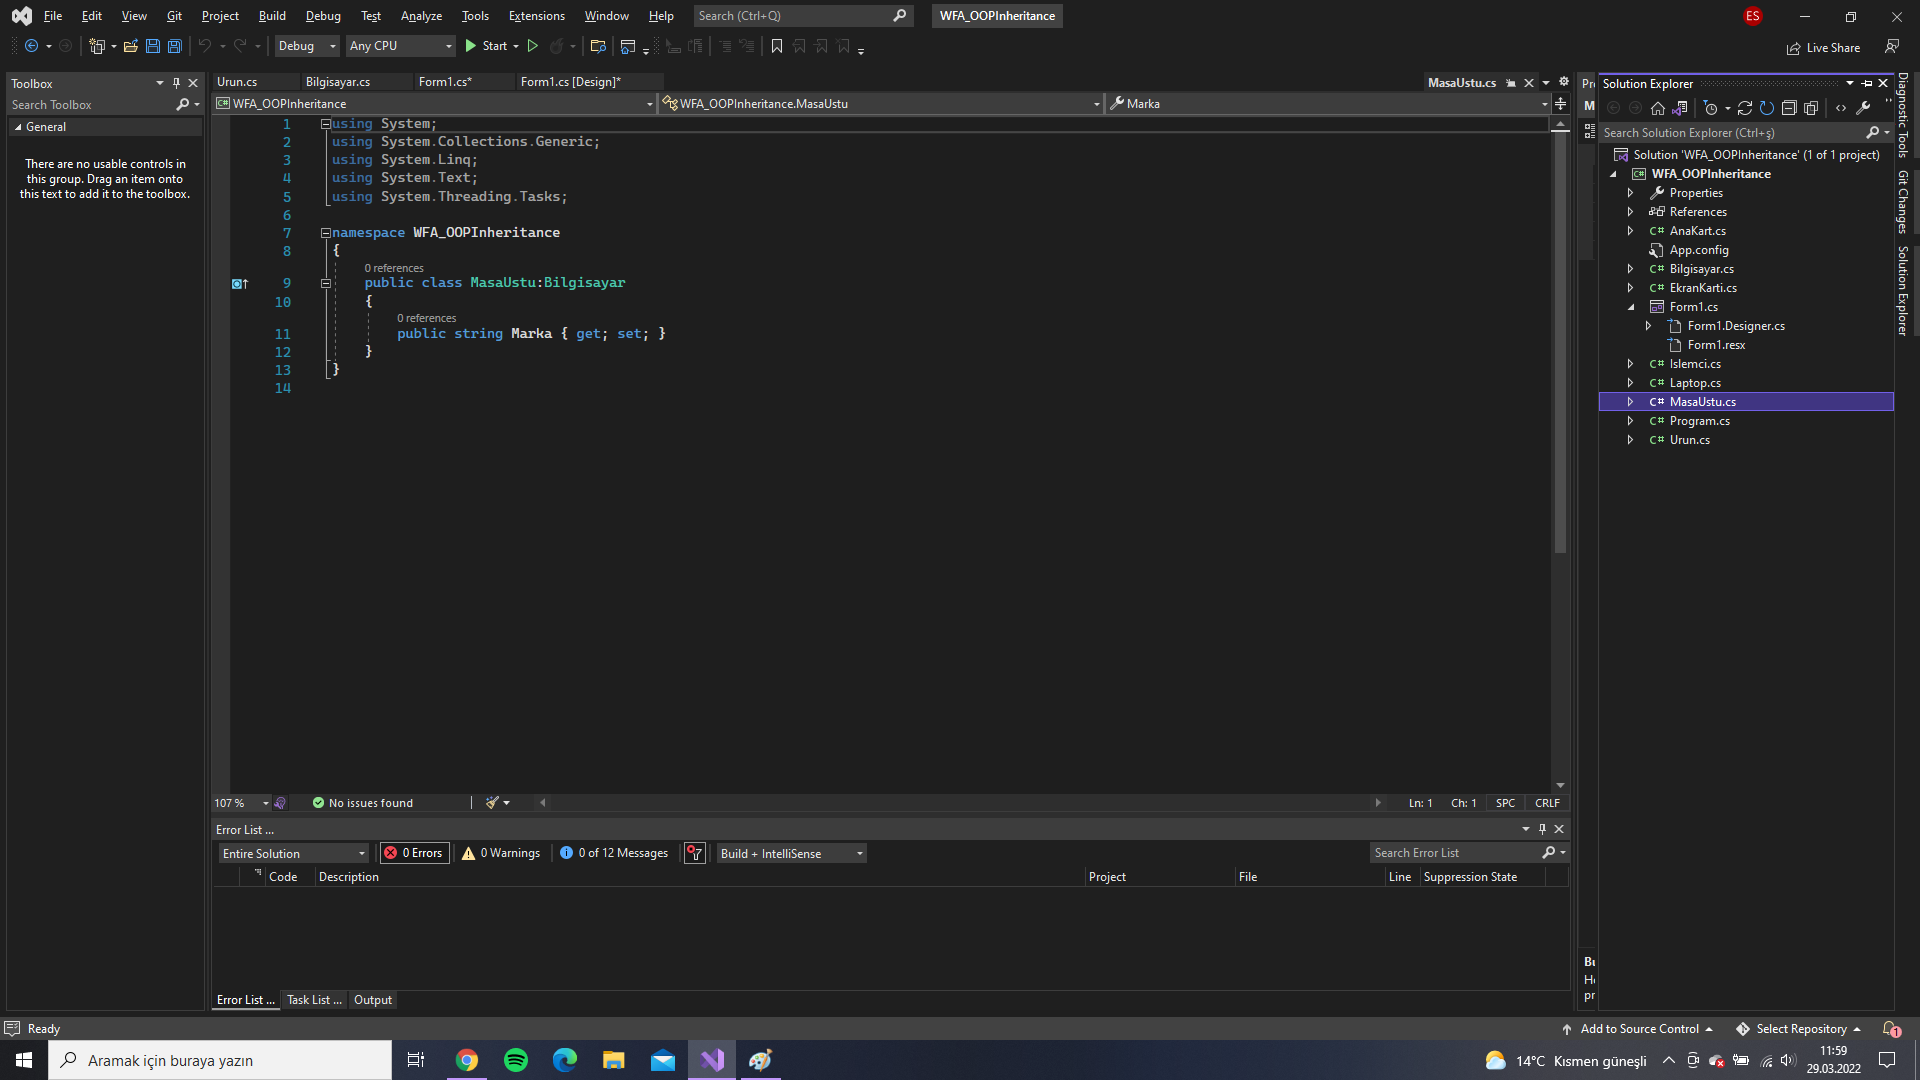 File Edit View Git Project Build Debug Test Analyze Tools Extensions Window Help Search (Ctrl+Q) WFA_OOPInheritance ES
Debug Any CPU Start Live Share
Toolbox
Search Toolbox
General
There are no usable controls in
this group. Drag an item onto
this text to add it to the toolbox.
Urun.cs Bilgisayar.cs Form1.cs* Form1.cs [Design]* MasaUstu.cs
WFA_OOPInheritance WFA_OOPInheritance.MasaUstu Marka
1 using System;
2 using System.Collections.Generic;
3 using System.Linq;
4 using System.Text;
5 using System.Threading.Tasks;
6
7 namespace WFA_OOPInheritance
8 {
0 references
9 public class MasaUstu:Bilgisayar
10 {
0 references
11 public string Marka { get; set; }
12 }
13 }
14
107 % No issues found Ln: 1 Ch: 1 SPC CRLF
Error List ...
Entire Solution 0 Errors 0 Warnings 0 of 12 Messages Build + IntelliSense Search Error List
Code Description Project File Line Suppression State
Error List ... Task List ... Output
Pr
M
Bu
He
pr
Solution Explorer
Search Solution Explorer (Ctrl+ş)
Solution 'WFA_OOPInheritance' (1 of 1 project)
C# WFA_OOPInheritance
Properties
References
C# AnaKart.cs
App.config
C# Bilgisayar.cs
C# EkranKarti.cs
Form1.cs
Form1.Designer.cs
Form1.resx
C# Islemci.cs
C# Laptop.cs
C# MasaUstu.cs
C# Program.cs
C# Urun.cs
Diagnostic Tools
Git Changes
Solution Explorer
Ready Add to Source Control Select Repository 1
Aramak için buraya yazın 14°C Kısmen güneşli 11:59
29.03.2022